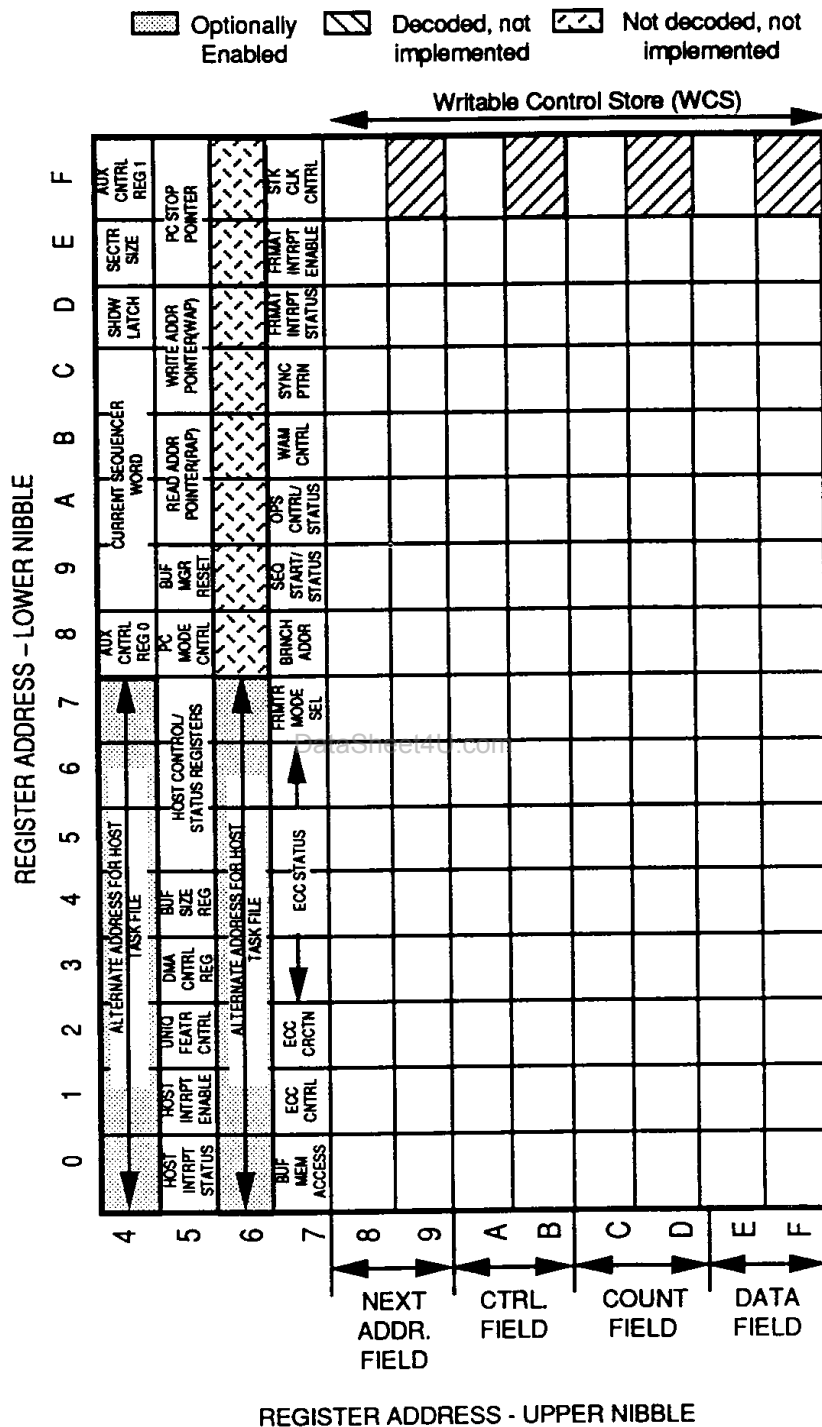 Optionally
Enabled
Decoded, not
implemented
Not decoded, not
implemented
Writable Control Store (WCS)
REGISTER ADDRESS – LOWER NIBBLE
F
AUX
CNTRL
REG 1
PC STOP
POINTER
STK
CLK
CNTRL
E
SECTR
SIZE
FRMAT
INTRPT
ENABLE
D
SHDW
LATCH
WRITE ADDR
POINTER(WAP)
FRMAT
INTRPT
STATUS
C
CURRENT SEQUENCER
WORD
SYNC
PTRN
B
READ ADDR
POINTER(RAP)
WAM
CNTRL
A
OPS
CNTRL/
STATUS
9
BUF
MGR
RESET
SEQ
START/
STATUS
8
AUX
CNTRL
REG 0
PC
MODE
CNTRL
BRNCH
ADDR
7
HOST CONTROL/
STATUS REGISTERS
FRMTR
MODE
SEL
DataSheet4U.com
6
5
ALTERNATE ADDRESS FOR HOST
TASK FILE
ALTERNATE ADDRESS FOR HOST
TASK FILE
ECC STATUS
4
BUF
SIZE
REG
3
DMA
CNTRL
REG
2
UNIQ
FEATR
CNTRL
ECC
CRCTN
1
HOST
INTRPT
ENABLE
ECC
CNTRL
0
HOST
INTRPT
STATUS
BUF
MEM
ACCESS
4
5
6
7
8
9
A
B
C
D
E
F
NEXT
ADDR.
FIELD
CTRL.
FIELD
COUNT
FIELD
DATA
FIELD
REGISTER ADDRESS - UPPER NIBBLE